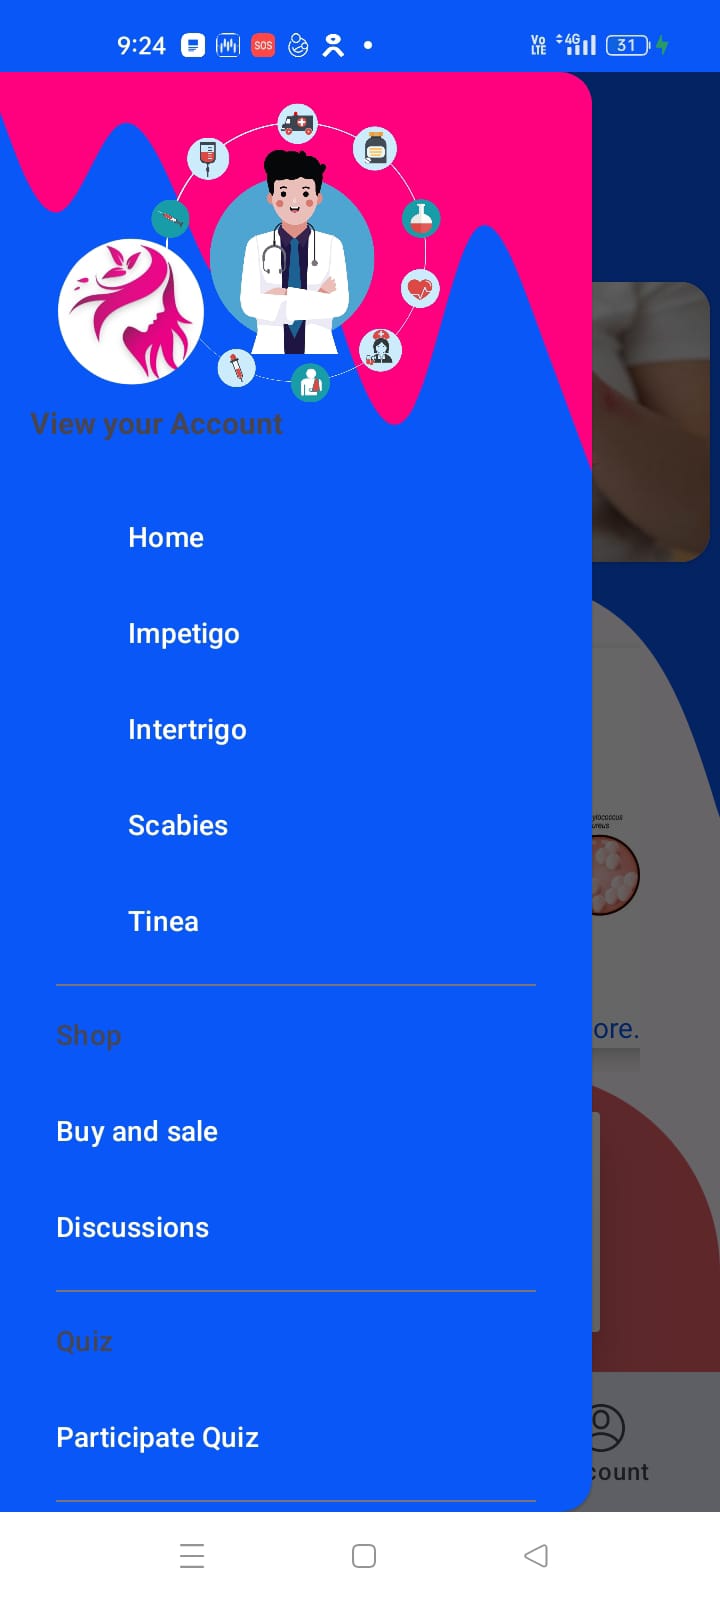 9:24
SOS
Vo
LTE
4G
31
View your Account
Home
Impetigo
Intertrigo
Scabies
Tinea
ore.
Shop
Buy and sale
Discussions
Quiz
Participate Quiz
count